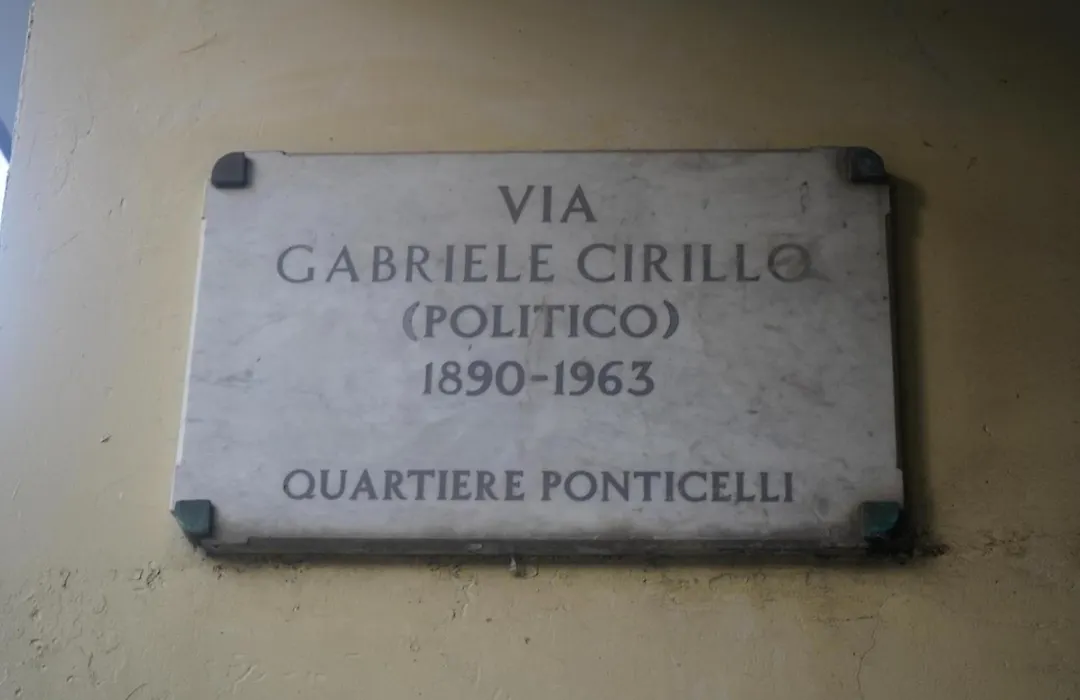 VIA
GABRIELE CIRILLO
(POLITICO)
1890-1963
QUARTIERE PONTICELLI